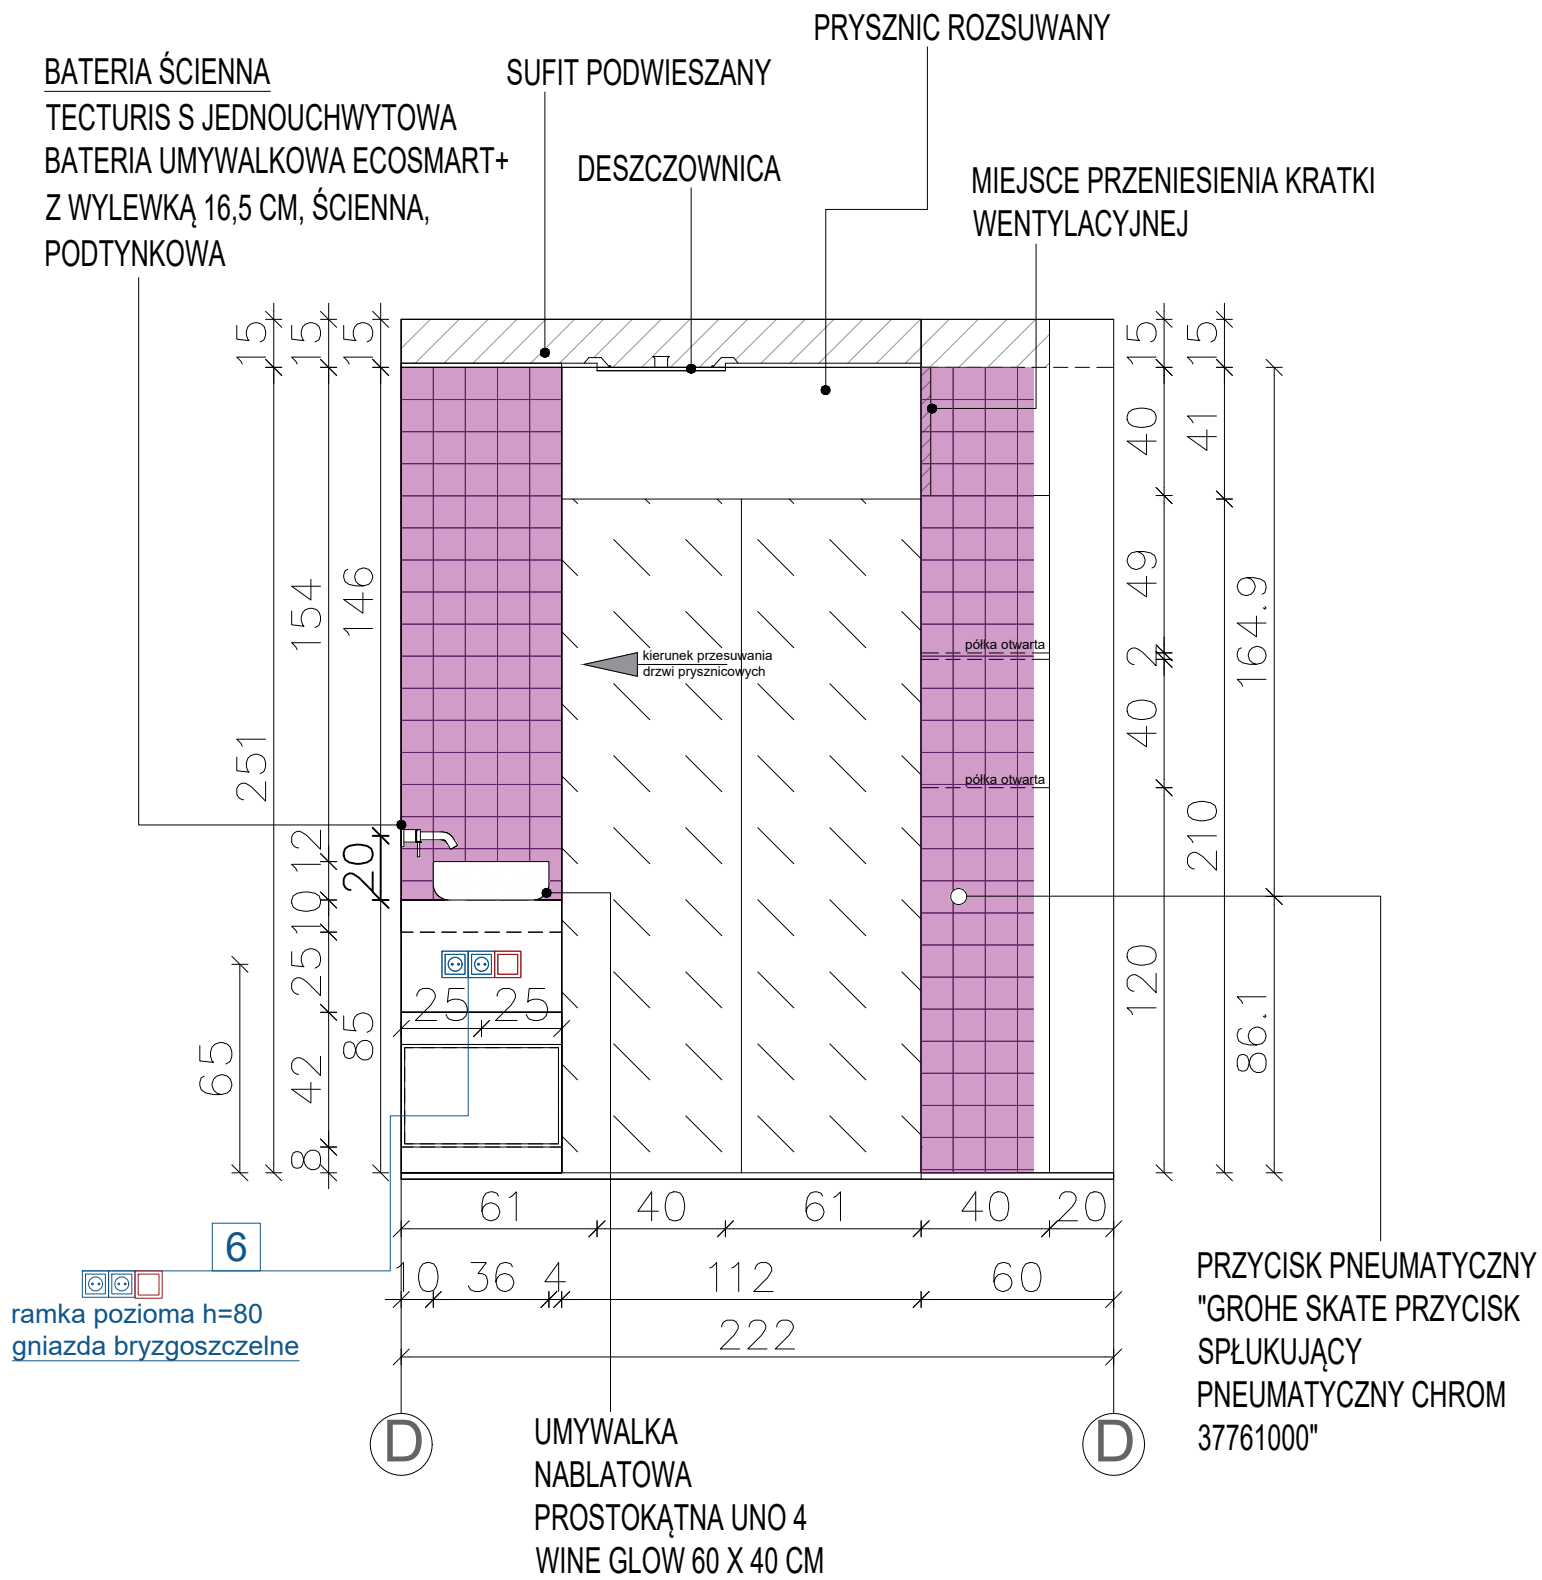 PRYSZNIC ROZSUWANY
BATERIA ŚCIENNA
TECTURIS S JEDNOUCHWYTOWA
BATERIA UMYWALKOWA ECOSMART+
Z WYLEWKĄ 16,5 CM, ŚCIENNA,
PODTYNKOWA
SUFIT PODWIESZANY
DESZCZOWNICA
MIEJSCE PRZENIESIENIA KRATKI
WENTYLACYJNEJ
15
15
15
15
15
251
154
146
12
20
10
25
85
65
42
8
40
41
49
2
164.9
40
210
120
86.1
półka otwarta
półka otwarta
kierunek przesuwania
drzwi prysznicowych
25
25
61
40
61
40
20
10
36
4
112
60
222
6
ramka pozioma h=80
gniazda bryzgoszczelne
D
D
UMYWALKA
NABLATOWA
PROSTOKĄTNA UNO 4
WINE GLOW 60 X 40 CM
PRZYCISK PNEUMATYCZNY
"GROHE SKATE PRZYCISK
SPŁUKUJĄCY
PNEUMATYCZNY CHROM
37761000"